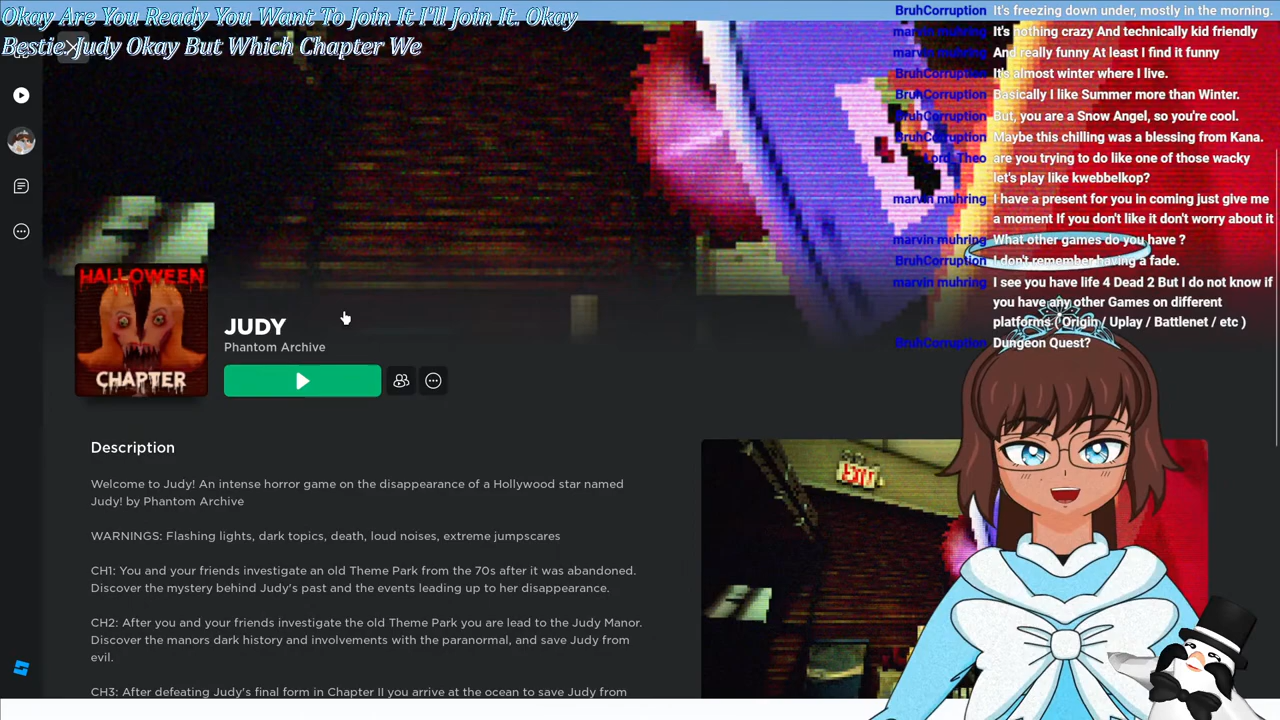 Okay Are You Ready You Want To Join It I'll Join It. Okay
Bestie Judy Okay But Which Chapter We
BruhCorruption It's freezing down under, mostly in the morning.
marvin muhring It's nothing crazy And technically kid friendly
marvin muhring And really funny At least I find it funny
BruhCorruption It's almost winter where I live.
BruhCorruption Basically I like Summer more than Winter.
BruhCorruption But, you are a Snow Angel, so you're cool.
BruhCorruption Maybe this chilling was a blessing from Kana.
Lord_Theo are you trying to do like one of those wacky
let's play like kwebbelkop?
marvin muhring I have a present for you in coming just give me
a moment If you don't like it don't worry about it
marvin muhring What other games do you have ?
BruhCorruption I don't remember having a fade.
marvin muhring I see you have life 4 Dead 2 But I do not know if
you have any other Games on different
platforms ( Origin / Uplay / Battlenet / etc )
BruhCorruption Dungeon Quest?
HALLOWEEN
CHAPTER
JUDY
Phantom Archive
Description
Welcome to Judy! An intense horror game on the disappearance of a Hollywood star named
Judy! by Phantom Archive
WARNINGS: Flashing lights, dark topics, death, loud noises, extreme jumpscares
CH1: You and your friends investigate an old Theme Park from the 70s after it was abandoned.
Discover the mystery behind Judy's past and the events leading up to her disappearance.
CH2: After you and your friends investigate the old Theme Park you are lead to the Judy Manor.
Discover the manors dark history and involvements with the paranormal, and save Judy from
evil.
CH3: After defeating Judy's final form in Chapter II you arrive at the ocean to save Judy from
EXIT